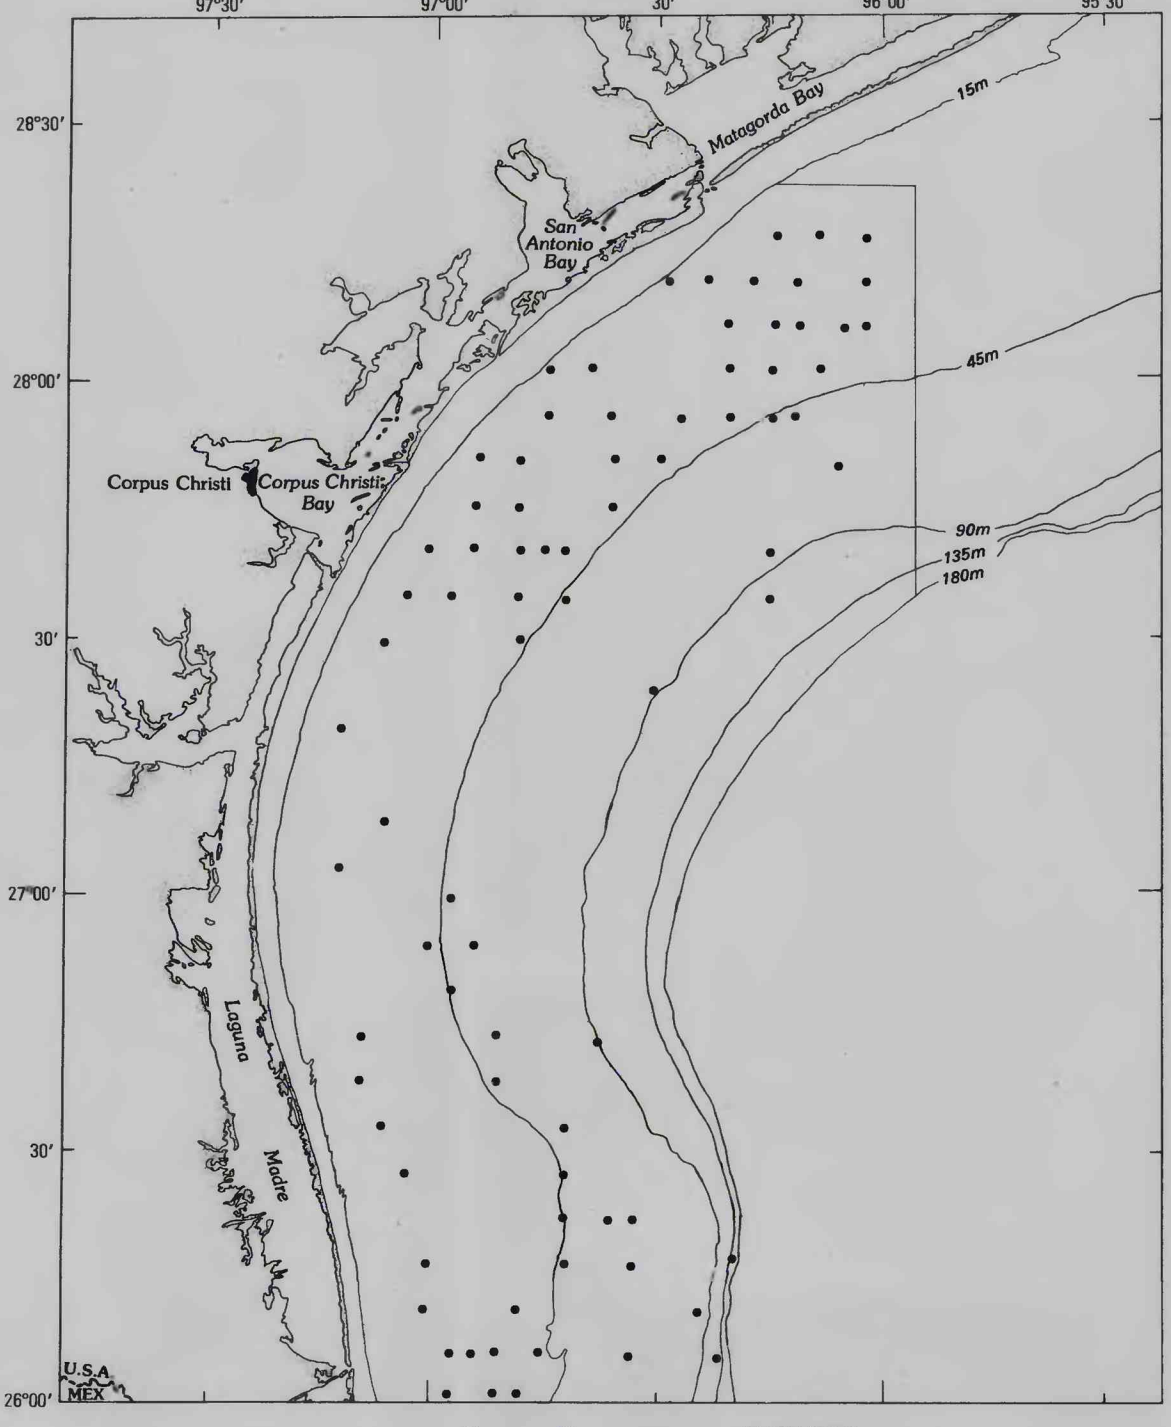 97°30' 97°00' 30' 96°00' 95°30'
15m
28°30'
Matagorda Bay
San
Antonio
Bay
45m
28°00'
Corpus Christi
Corpus Christi
Bay
90m
135m
180m
30'
27°00'
Laguna
Madre
30'
U.S.A
MEX
26°00'